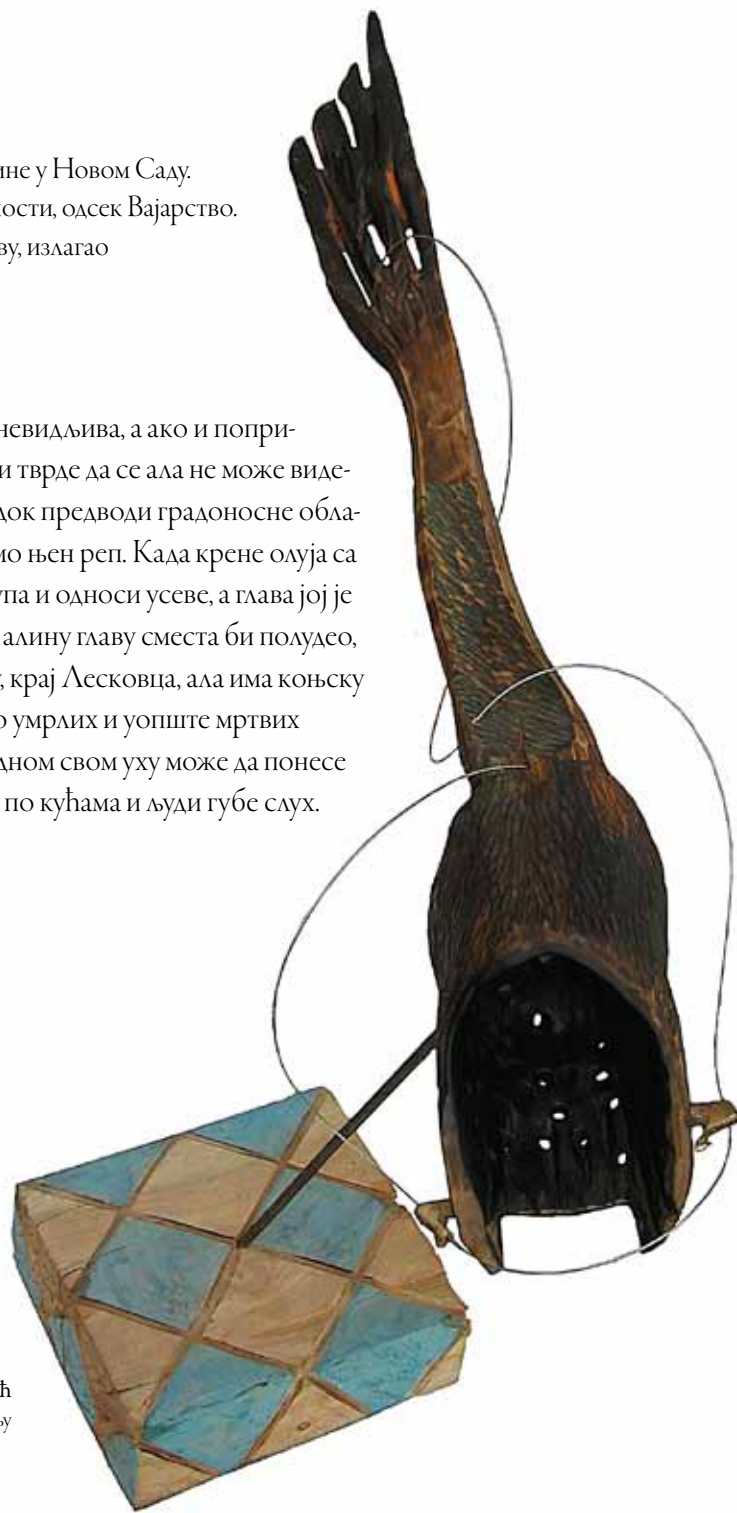 ине у Новом Саду.
ости, одсек Вајарство.
ву, излагао
невидљива, а ако и попри-
и тврде да се ала не може виде-
док предводи градоносне обла-
мо њен реп. Када крене олуја са
упа и односи усеве, а глава јој је
алину главу сместа би полудео,
, крај Лесковца, ала има коњску
о умрлих и уопште мртвих
дном свом уху може да понесе
по кућама и људи губе слух.
ћ
њу